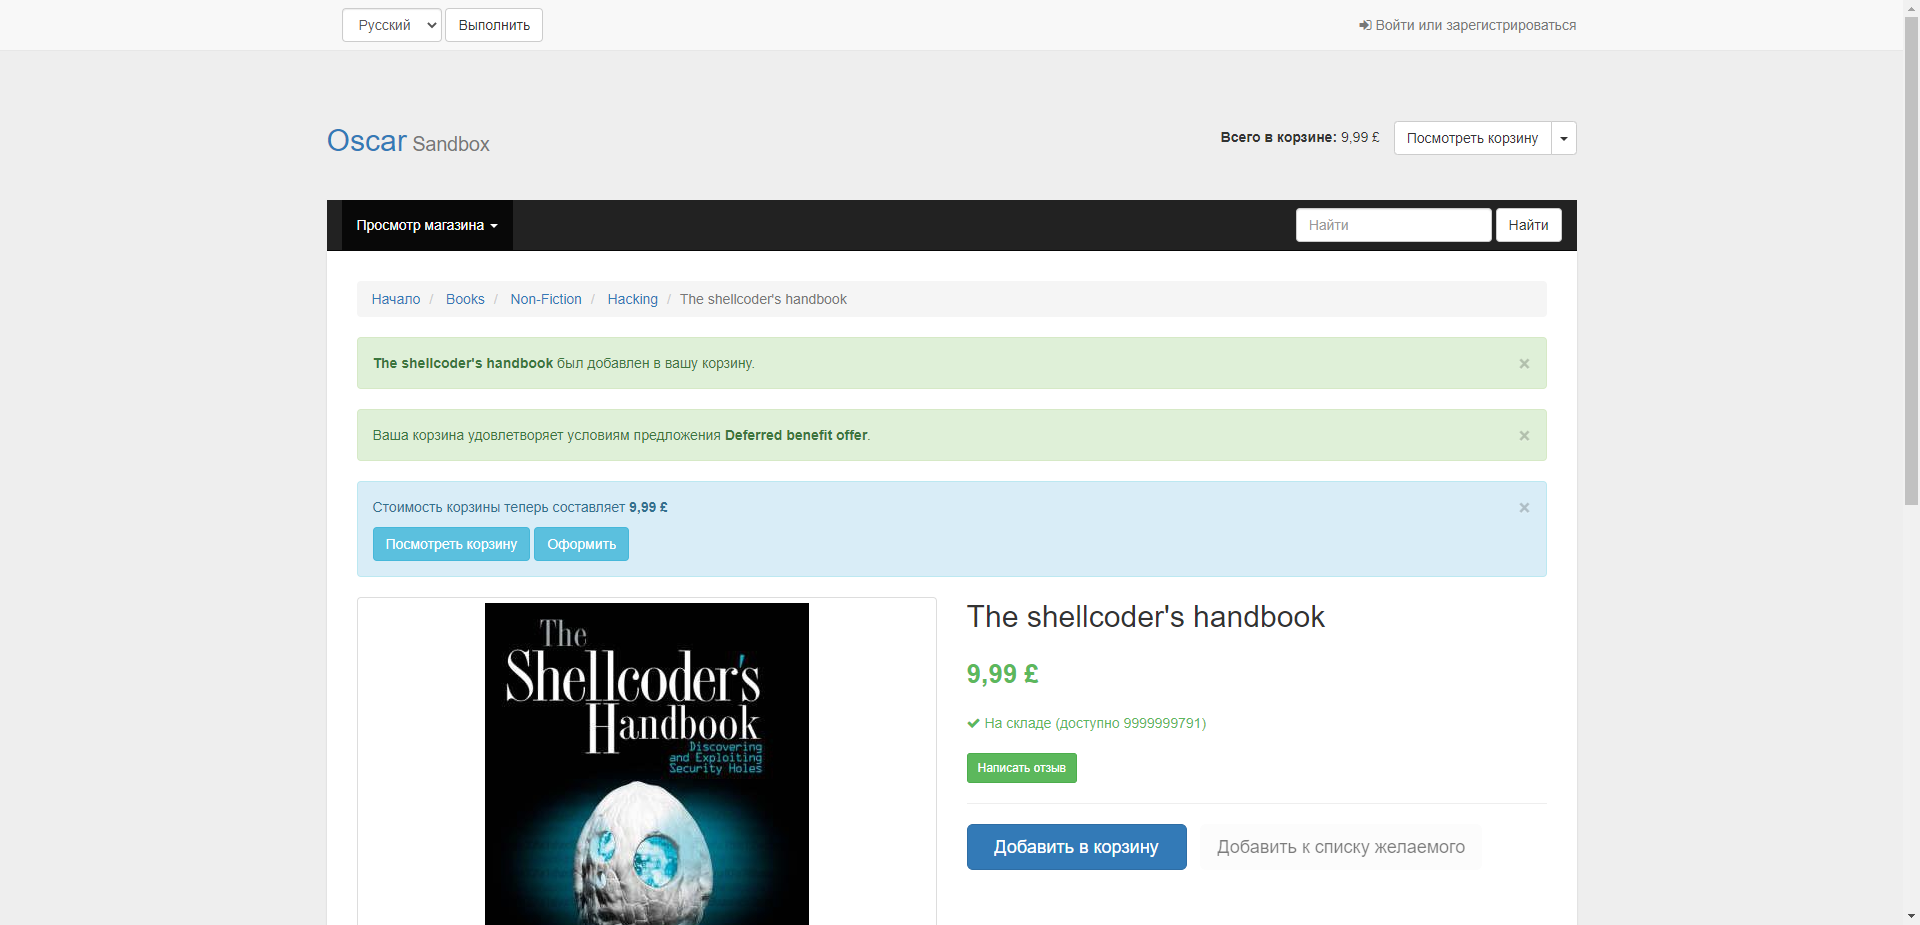 Русский
Выполнить
Войти или зарегистрироваться
Oscar Sandbox
Всего в корзине: 9,99 £
Посмотреть корзину
Просмотр магазина
Найти
Найти
Начало / Books / Non-Fiction / Hacking / The shellcoder's handbook
The shellcoder's handbook был добавлен в вашу корзину.
×
Ваша корзина удовлетворяет условиям предложения Deferred benefit offer.
×
Стоимость корзины теперь составляет 9,99 £
×
Посмотреть корзину
Оформить
The
Shellcoder's
Handbook
Discovering
and Exploiting
Security Holes
The shellcoder's handbook
9,99 £
На складе (доступно 9999999791)
Написать отзыв
Добавить в корзину
Добавить к списку желаемого